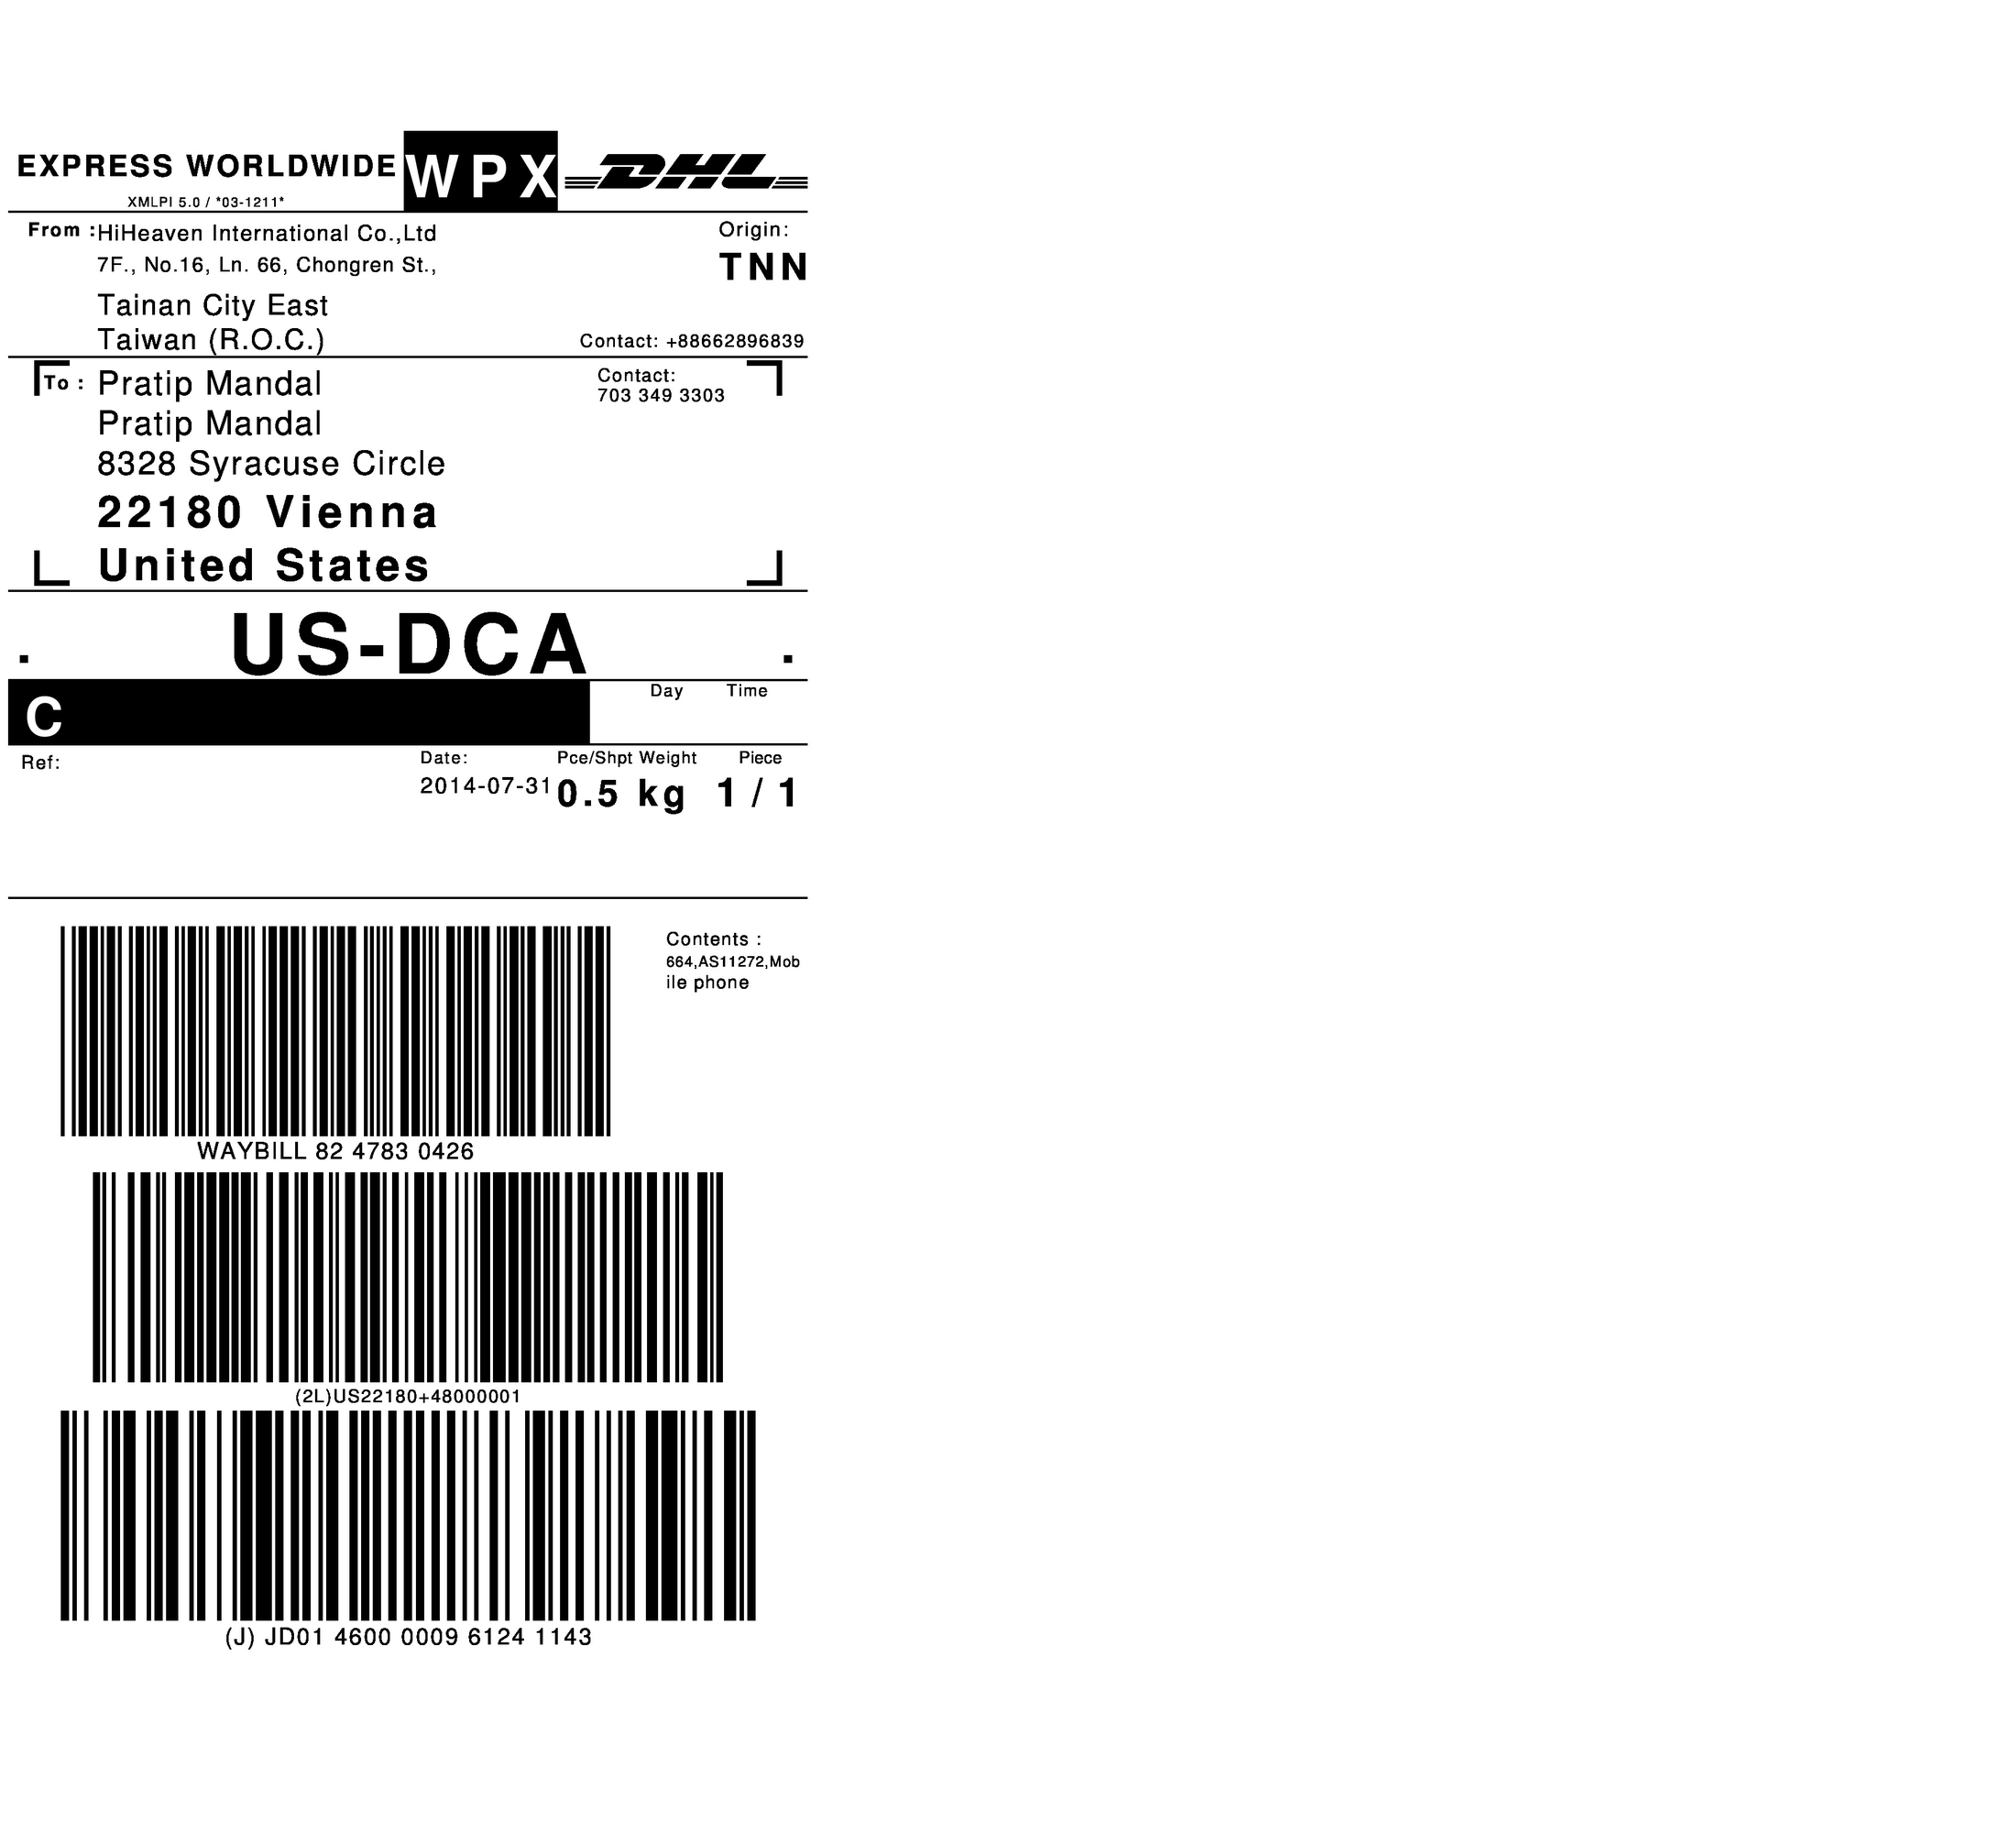 EXPRESS WORLDWIDE WPX DHL
XMLPI 5.0 / *03-1211*
From : HiHeaven International Co.,Ltd
Origin:
7F., No.16, Ln. 66, Chongren St.,
TNN
Tainan City East
Taiwan (R.O.C.)
Contact: +88662896839
To : Pratip Mandal
Contact:
703 349 3303
Pratip Mandal
8328 Syracuse Circle
22180 Vienna
United States
. US-DCA .
C
Day Time
Ref:
Date: Pce/Shpt Weight Piece
2014-07-31 0.5 kg 1 / 1
Contents :
664,AS11272,Mob
ile phone
WAYBILL 82 4783 0426
(2L)US22180+48000001
(J) JD01 4600 0009 6124 1143